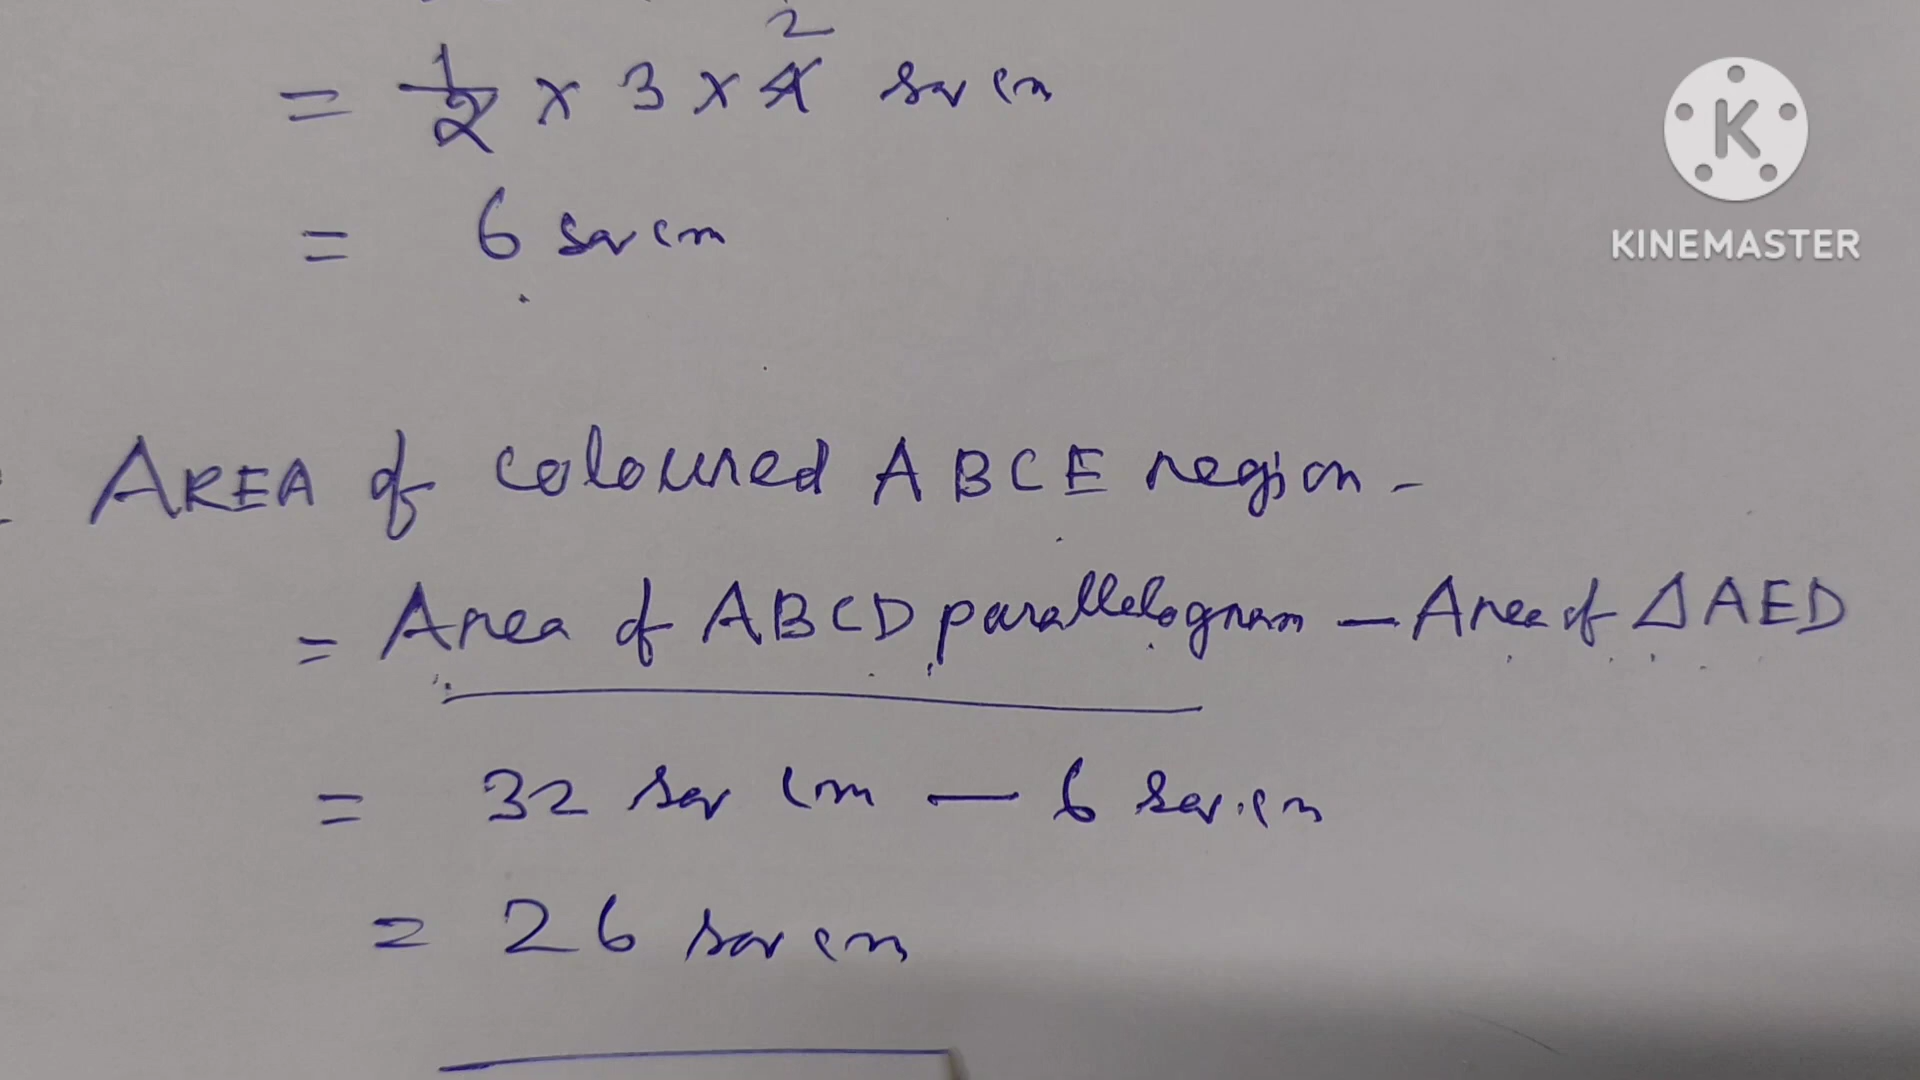 = 1/2 × 3 × 4 2 sq cm
= 6 sq cm
K
KINEMASTER
AREA of coloured ABCE region -
= Area of ABCD parallelogram – Area of △AED
= 32 sq cm — 6 sq.cm
= 26 sq cm